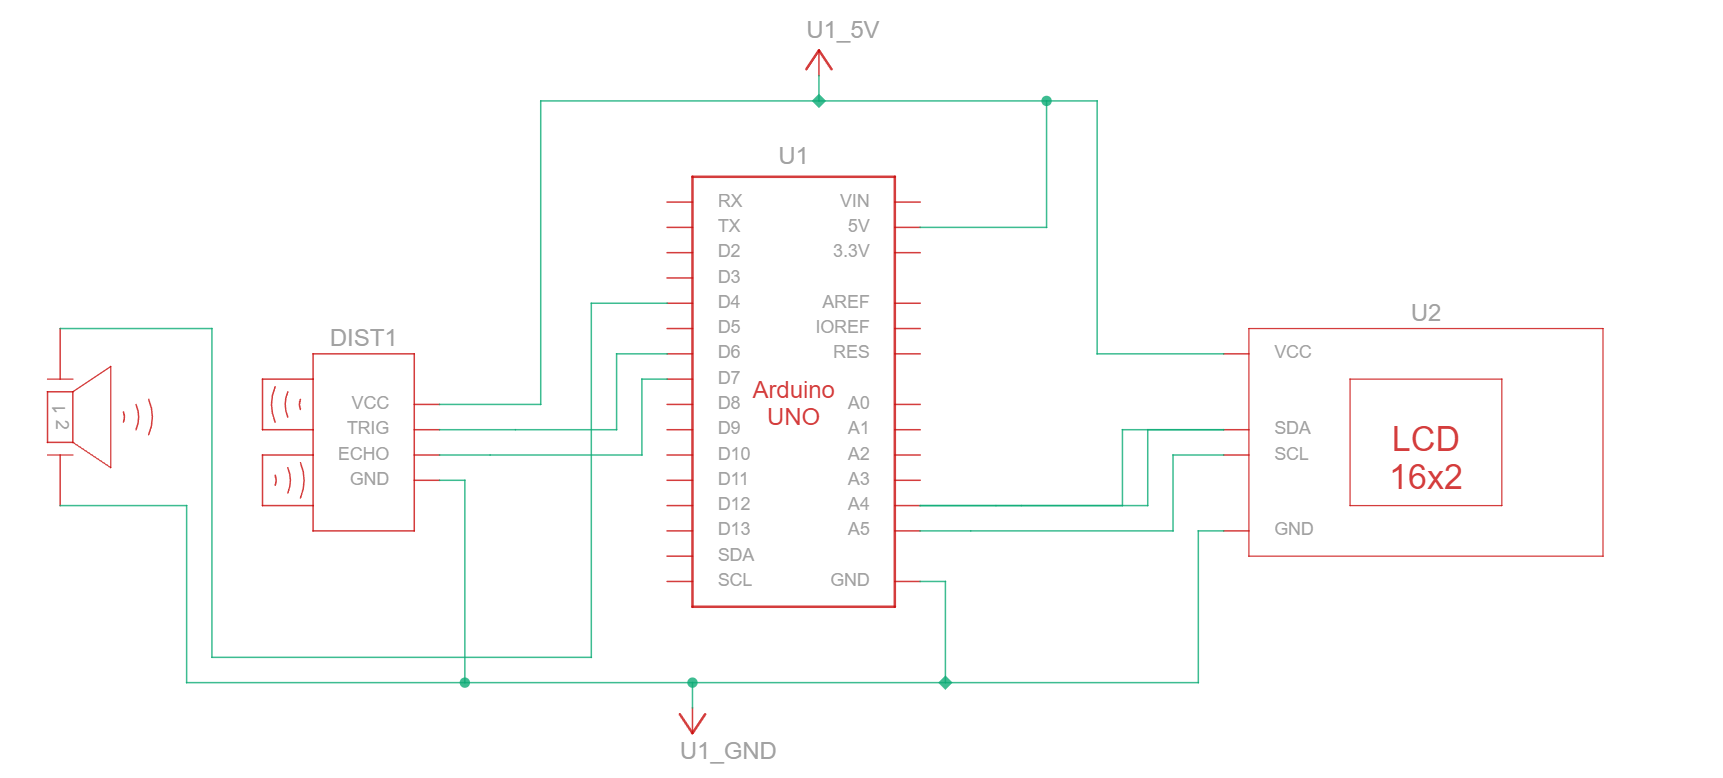 U1_5V
U1
RX
TX
D2
D3
D4
D5
D6
D7
D8
D9
D10
D11
D12
D13
SDA
SCL
VIN
5V
3.3V
AREF
IOREF
RES
A0
A1
A2
A3
A4
A5
GND
Arduino
UNO
1
2
DIST1
VCC
TRIG
ECHO
GND
U2
VCC
SDA
SCL
GND
LCD
16x2
U1_GND